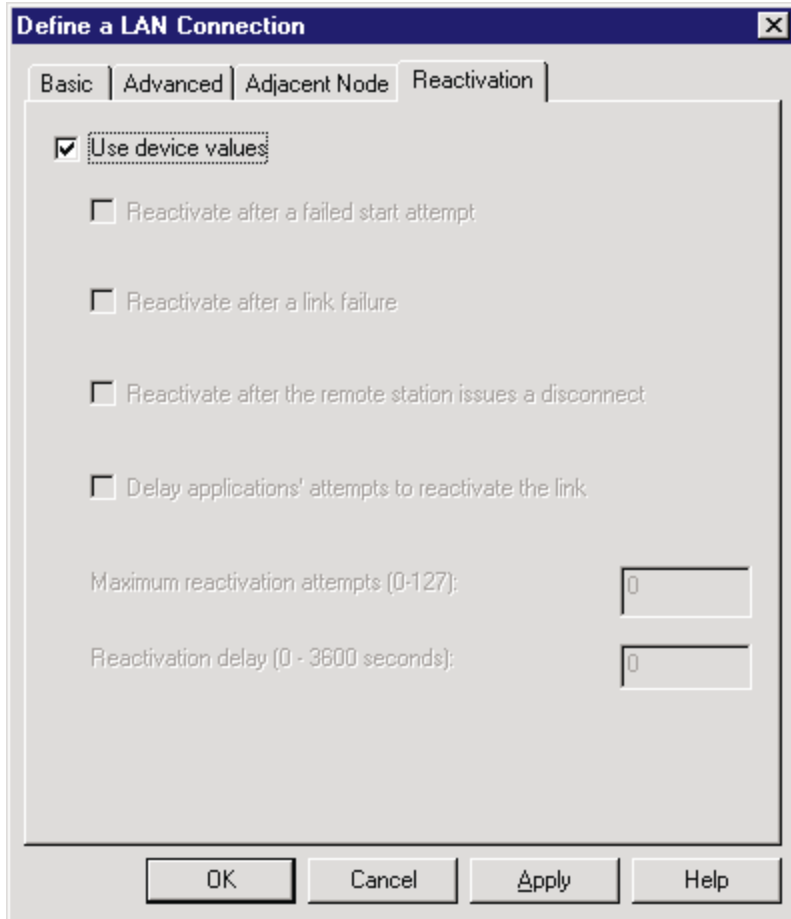 Define a LAN Connection
Basic Advanced Adjacent Node Reactivation
Use device values
Reactivate after a failed start attempt
Reactivate after a link failure
Reactivate after the remote station issues a disconnect
Delay applications' attempts to reactivate the link
Maximum reactivation attempts (0-127): 0
Reactivation delay (0 - 3600 seconds): 0
OK Cancel Apply Help